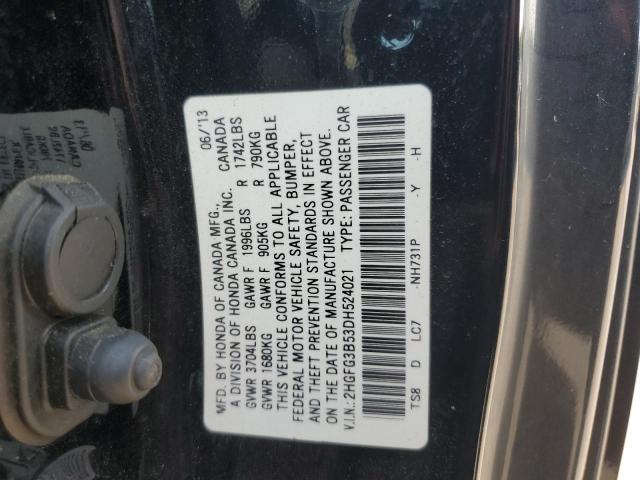 MFD. BY HONDA OF CANADA MFG., 06/13
A DIVISION OF HONDA CANADA INC. CANADA
GVWR 3704LBS GAWR F 1996LBS R 1742LBS
GVWR 1680KG GAWR F 905KG R 790KG
THIS VEHICLE CONFORMS TO ALL APPLICABLE
FEDERAL MOTOR VEHICLE SAFETY, BUMPER,
AND THEFT PREVENTION STANDARDS IN EFFECT
ON THE DATE OF MANUFACTURE SHOWN ABOVE.
V.I.N.: 2HGFG3B53DH524021 TYPE: PASSENGER CAR
TS8 D LC7 -NH731P -Y -H